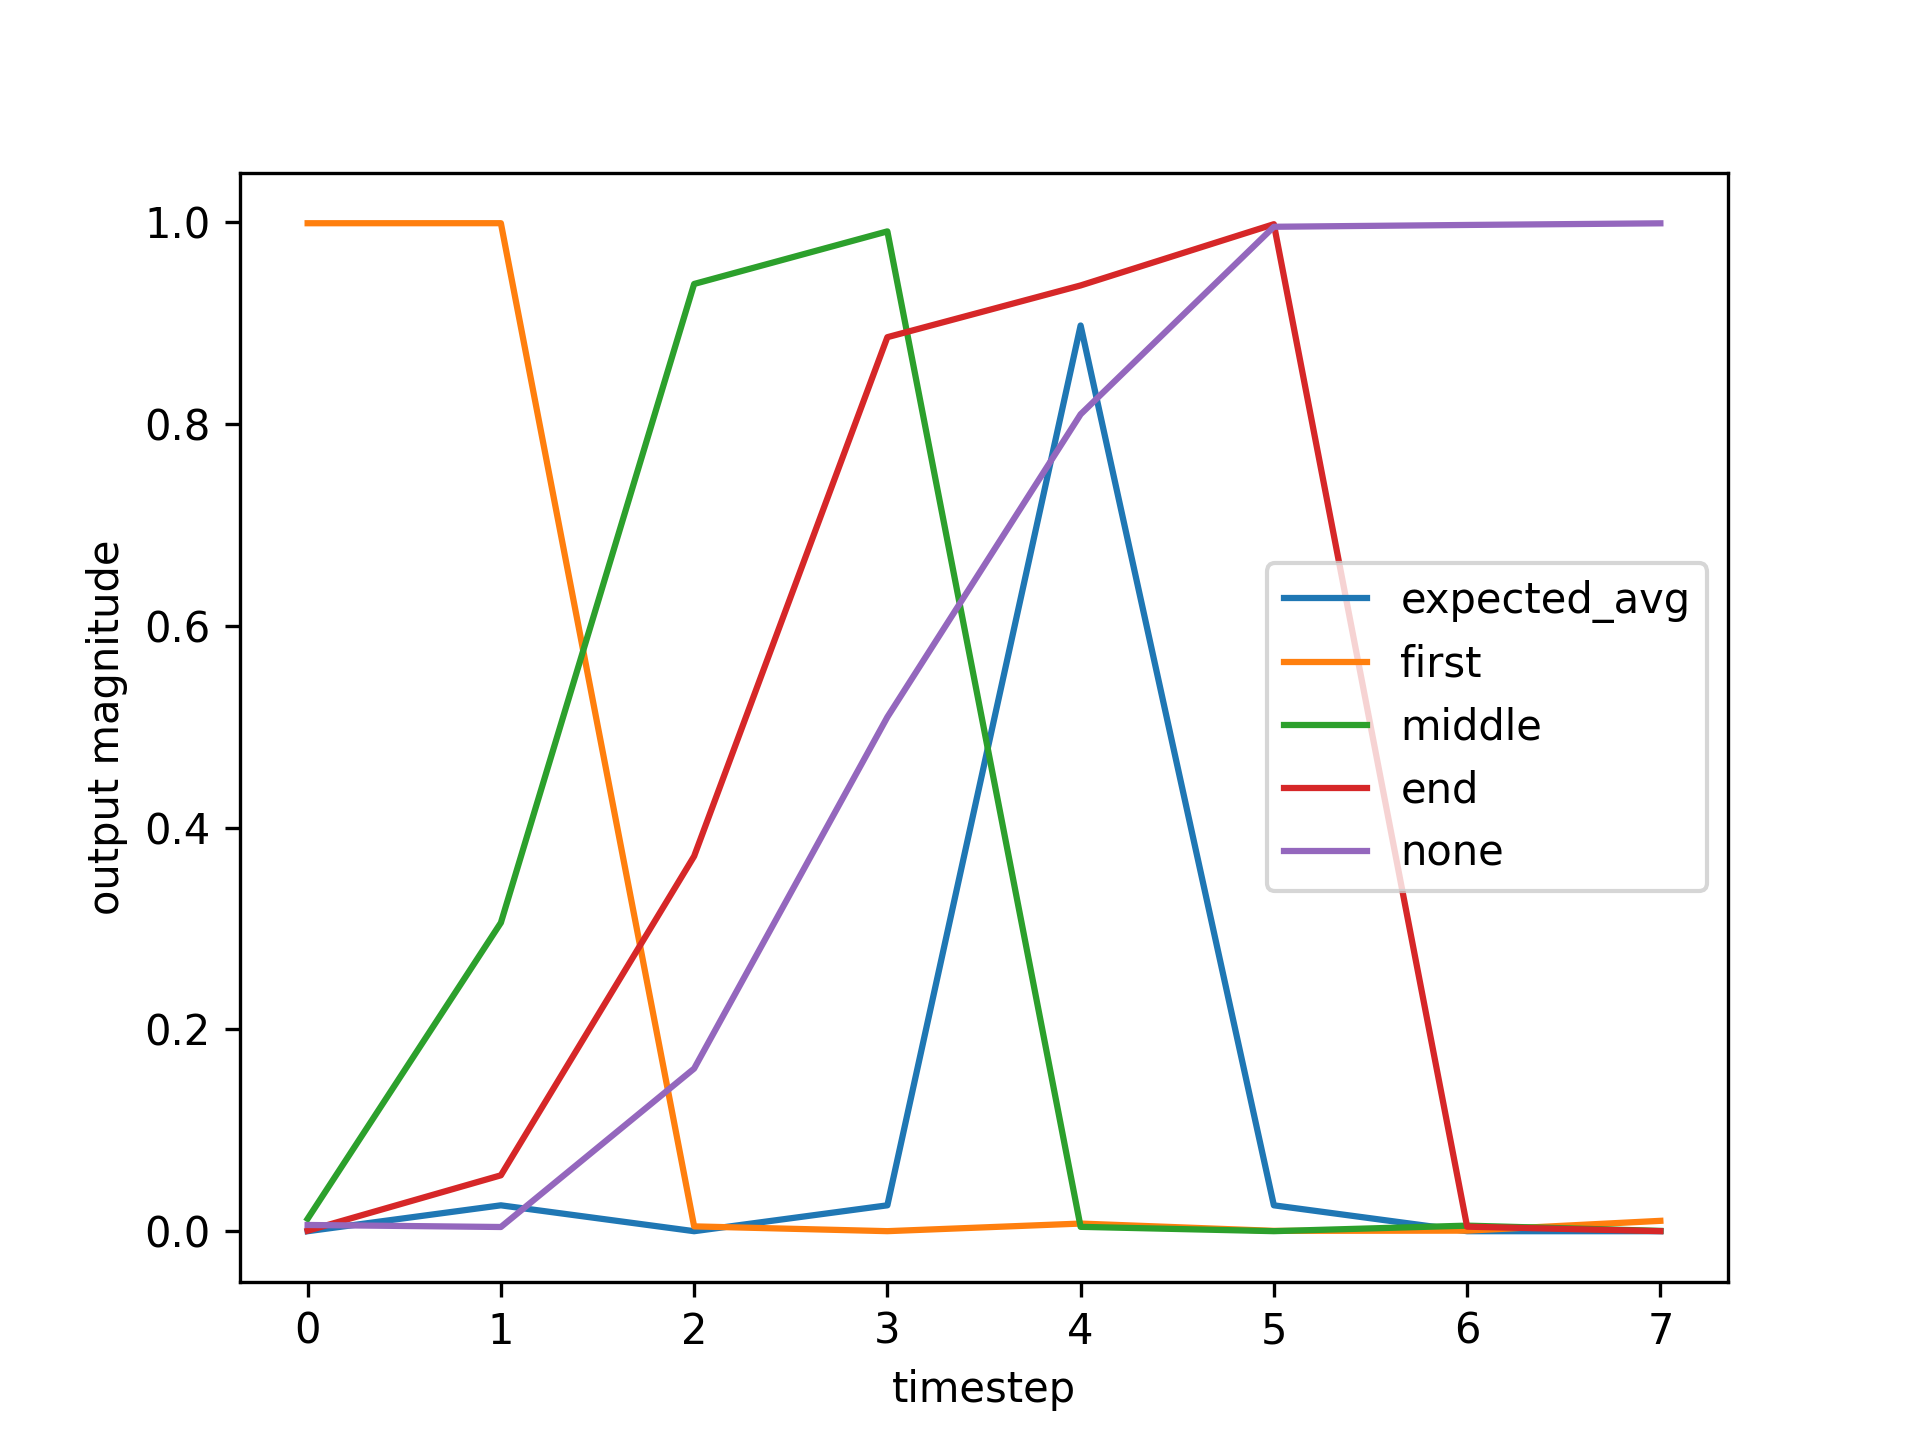 1.0
0.8
0.6
0.4
0.2
0.0
output magnitude
expected_avg
first
middle
end
none
0 1 2 3 4 5 6 7
timestep